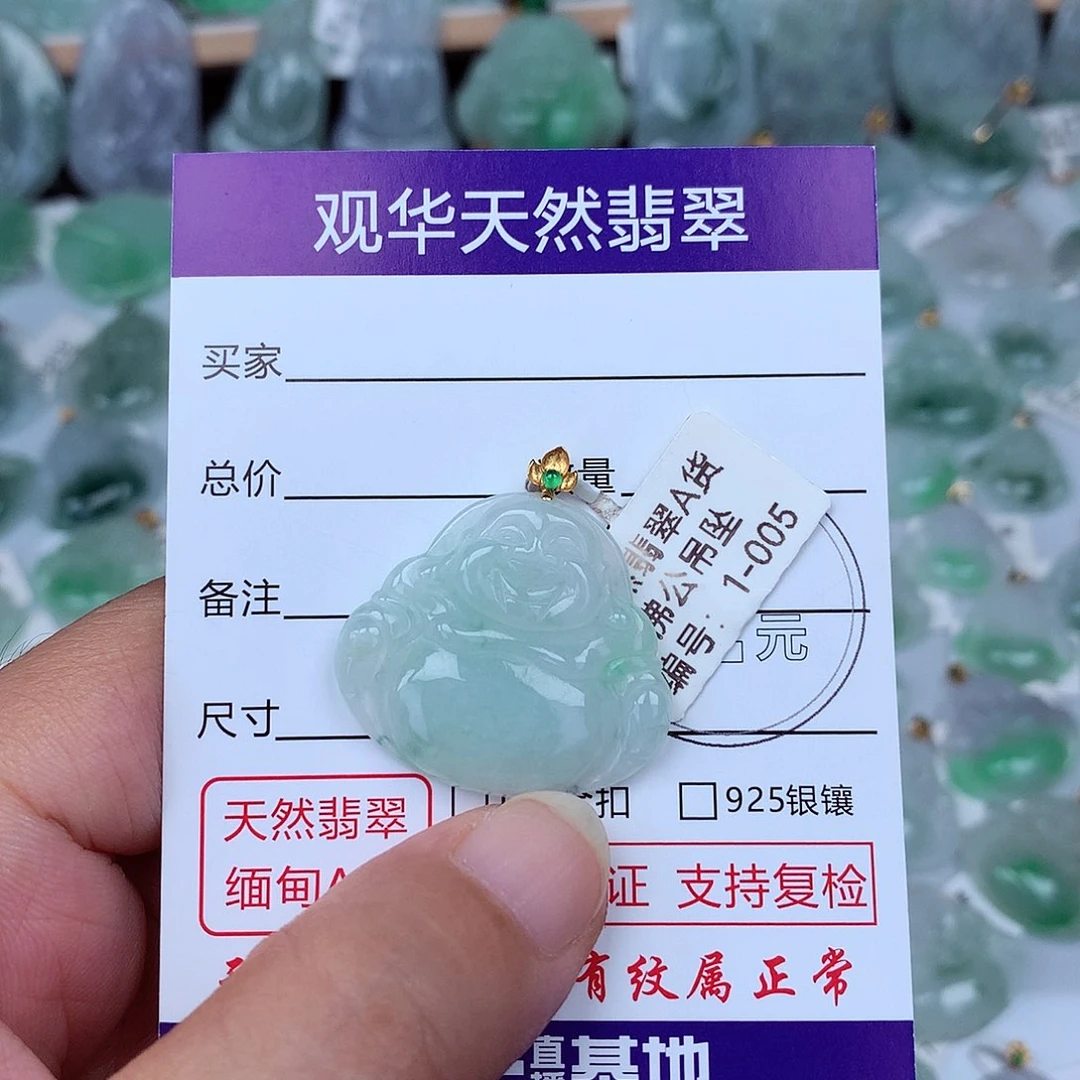 观华天然翡翠
买家
总价 量
备注
元
尺寸
翡翠A货
佛公吊坠
编号：1-005
扣 925银镶
天然翡翠
缅甸A
证 支持复检
有纹属正常
直播基地